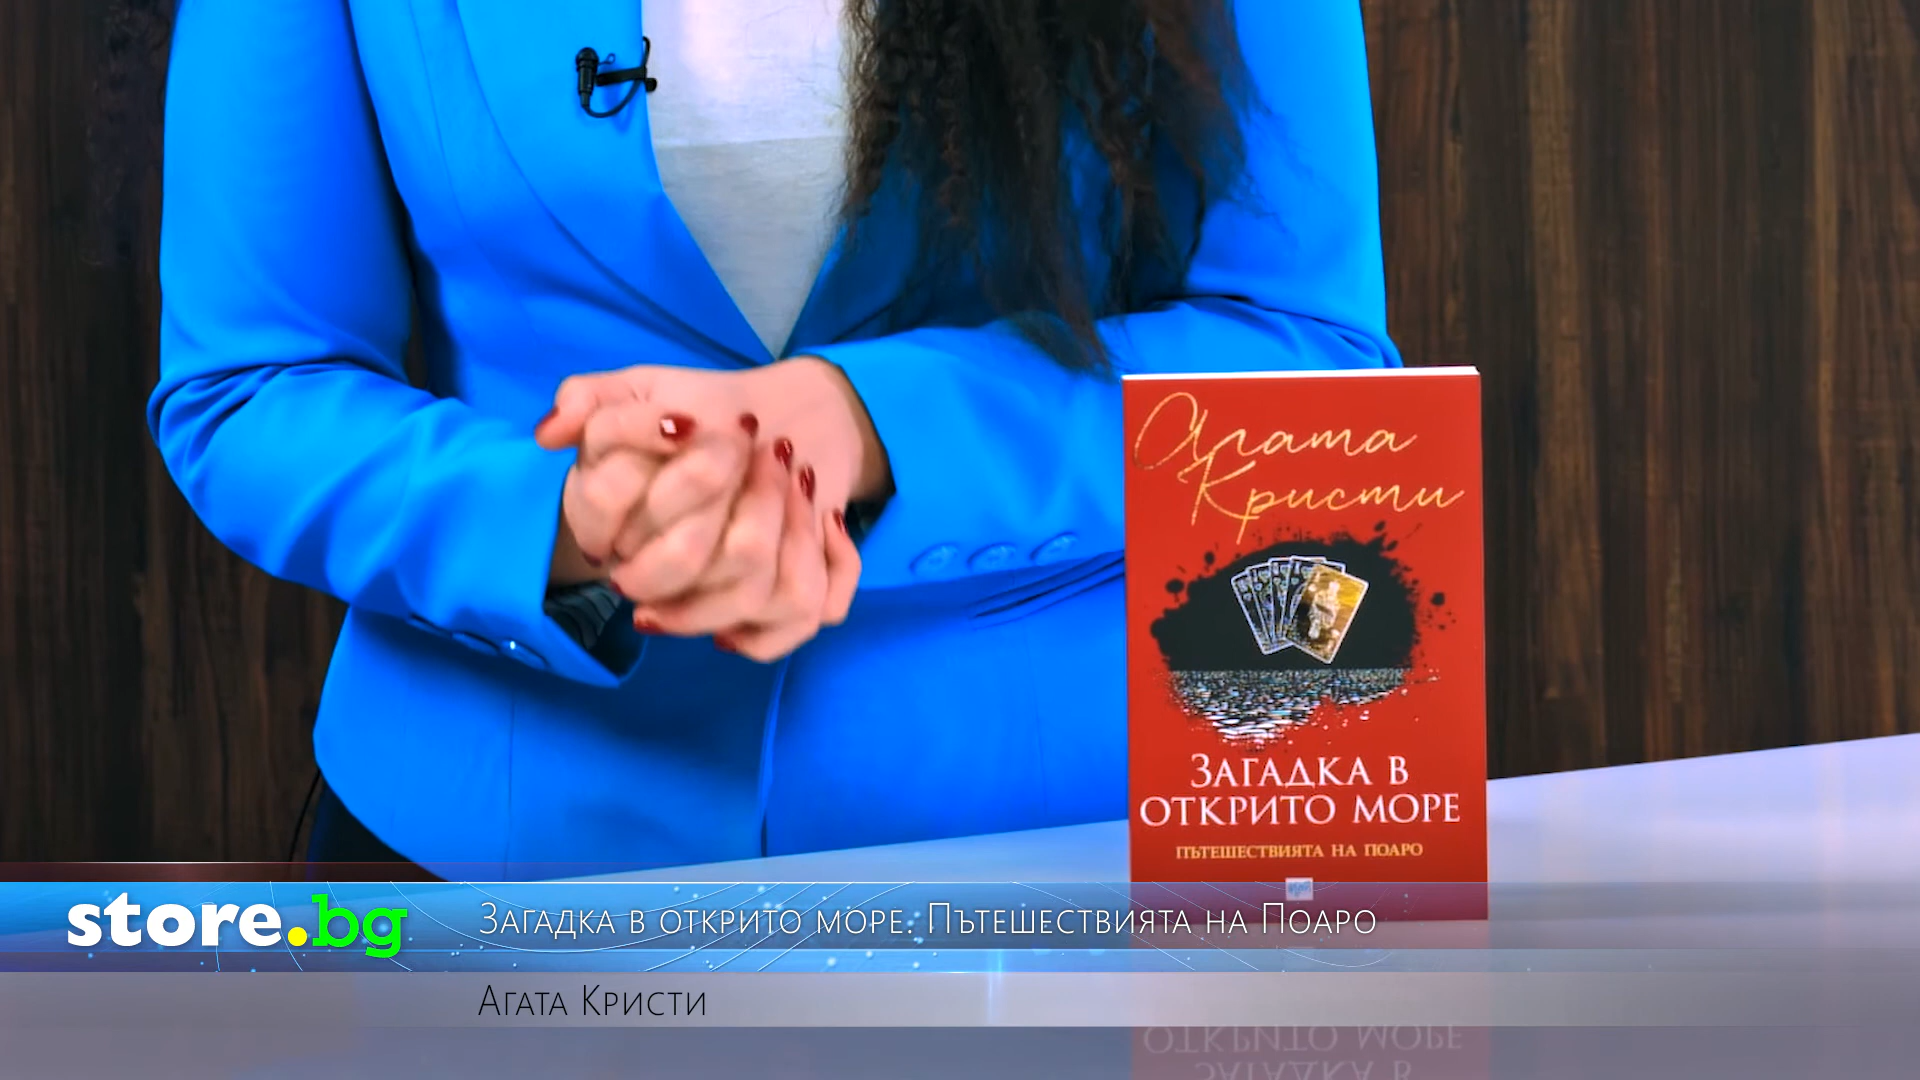 Агата
Кристи
ЗАГАДКА В
ОТКРИТО МОРЕ
ПЪТЕШЕСТВИЯТА НА ПОАРО
store.bg
ЗАГАДКА В ОТКРИТО МОРЕ. ПЪТЕШЕСТВИЯТА НА ПОАРО
АГАТА КРИСТИ